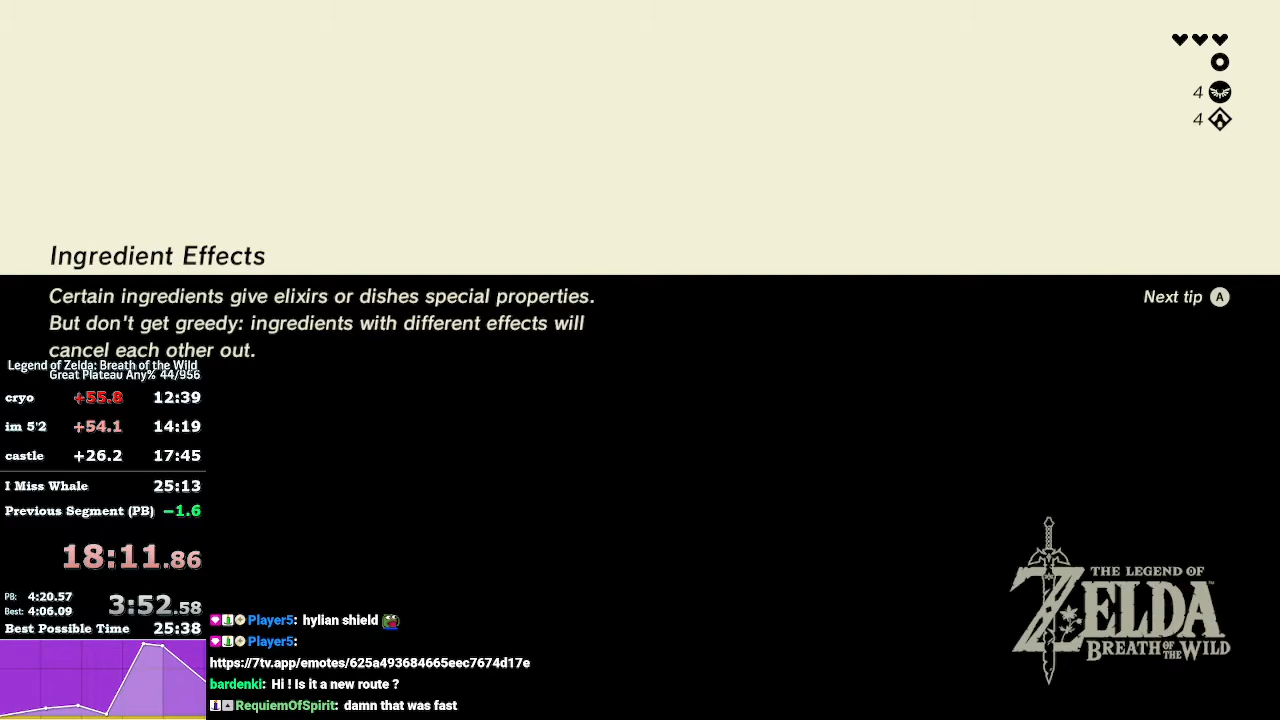 4
4
Ingredient Effects
Certain ingredients give elixirs or dishes special properties.
But don't get greedy: ingredients with different effects will
cancel each other out.
Next tip A
Legend of Zelda: Breath of the Wild
Great Plateau Any% 44/956
cryo +55.8 12:39
im 5'2 +54.1 14:19
castle +26.2 17:45
I Miss Whale 25:13
Previous Segment (PB) −1.6
18:11.86
PB: 4:20.57
Best: 4:06.09
3:52.58
Best Possible Time 25:38
Player5: hylian shield
Player5:
https://7tv.app/emotes/625a493684665eec7674d17e
bardenki: Hi ! Is it a new route ?
RequiemOfSpirit: damn that was fast
THE LEGEND OF
ZELDA
BREATH OF THE WILD